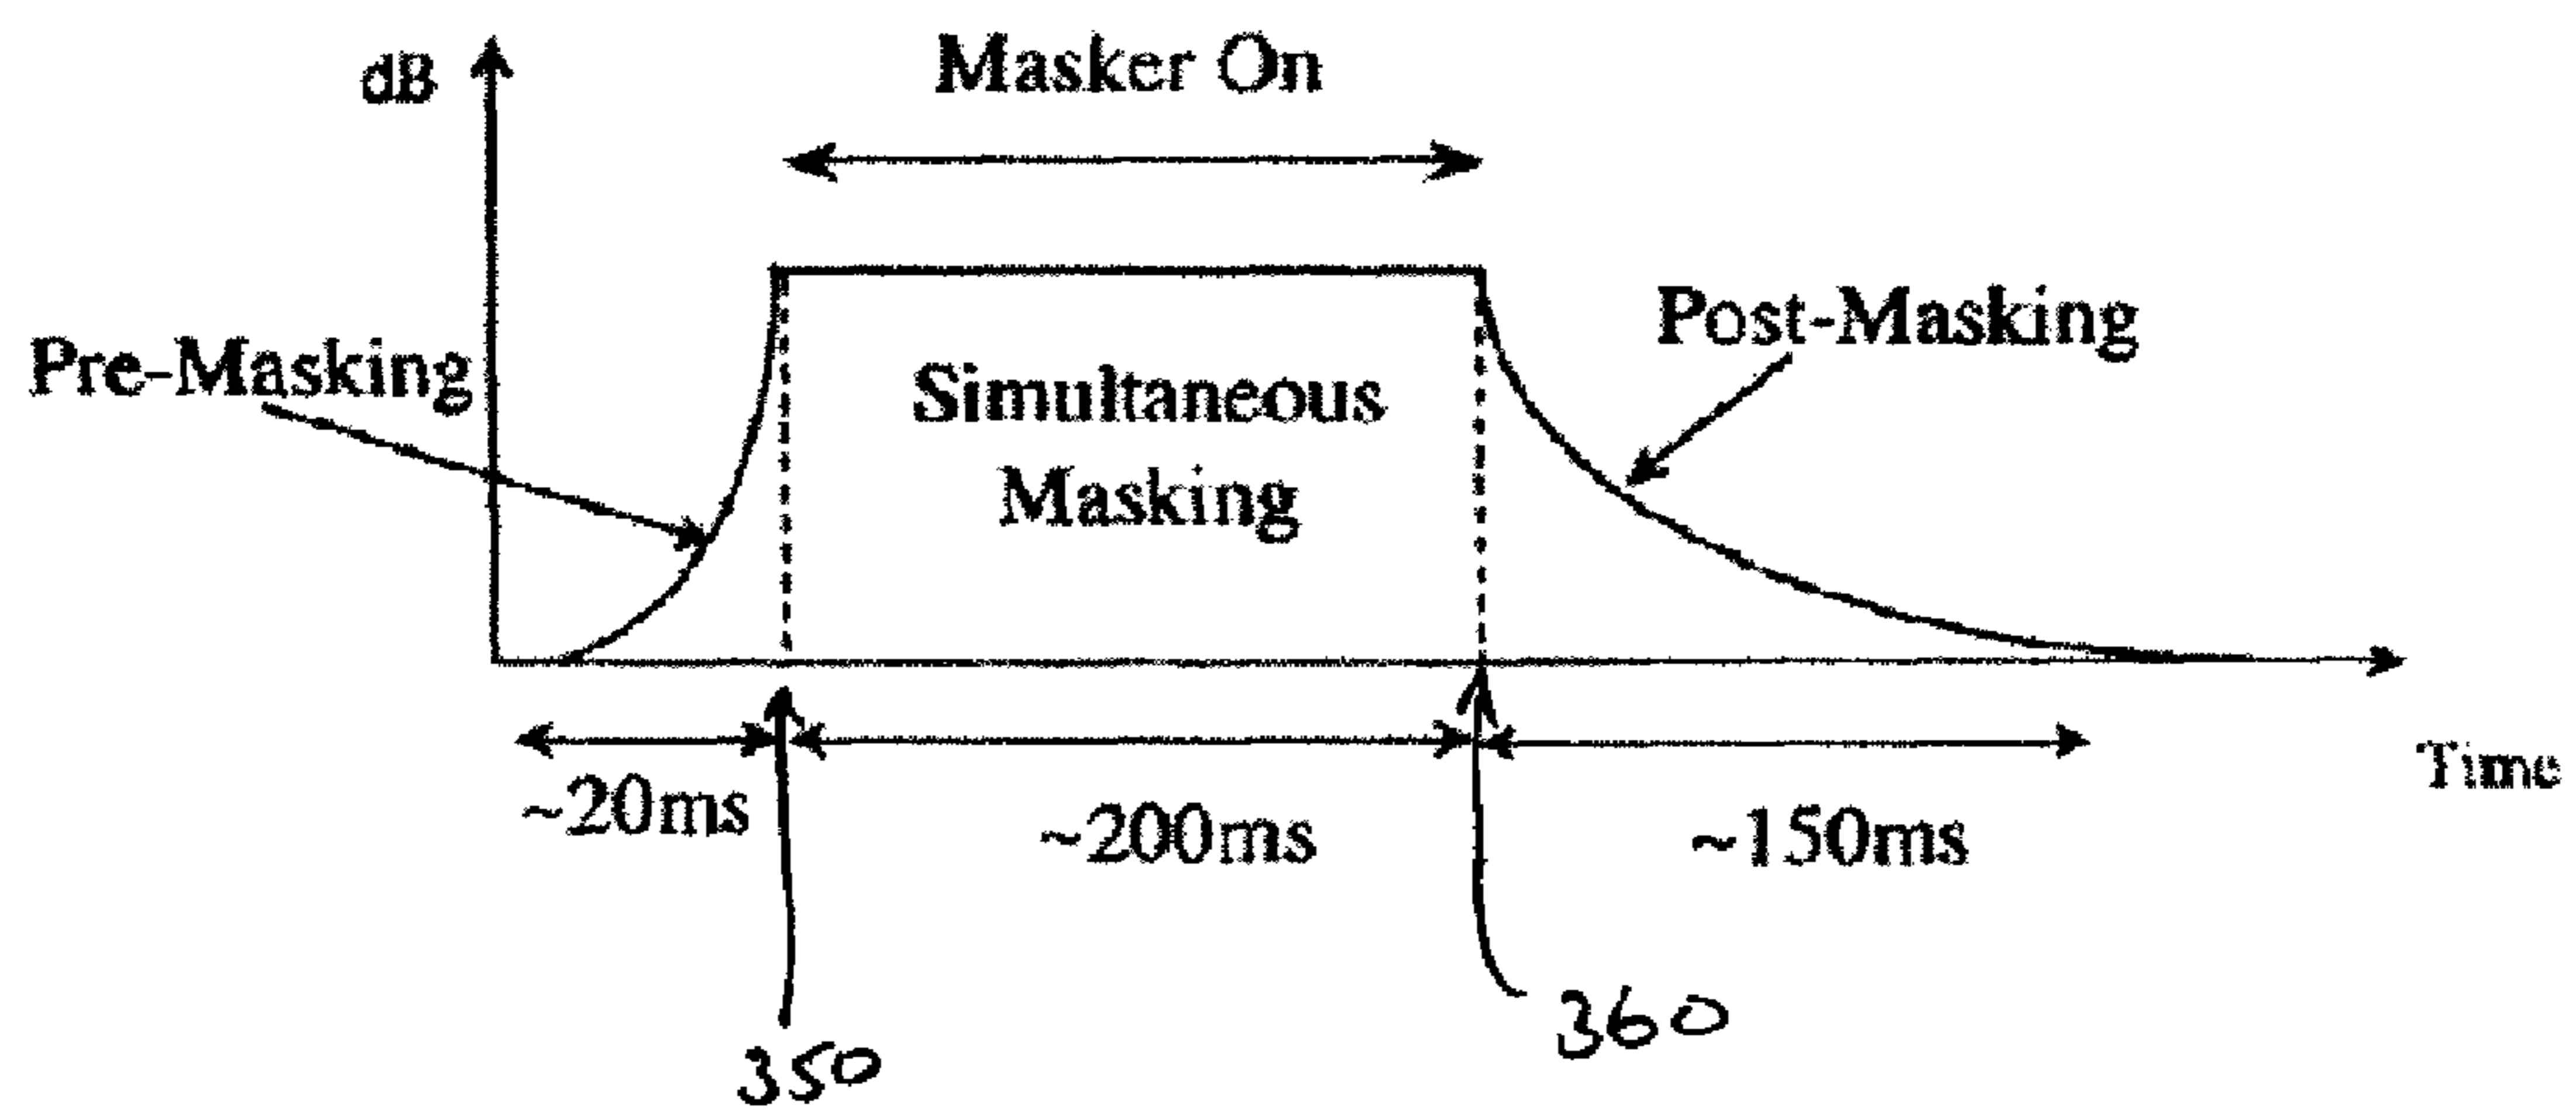 dB
Masker On
Pre-Masking
Simultaneous
Masking
Post-Masking
~20ms
~200ms
~150ms
Time
350
360